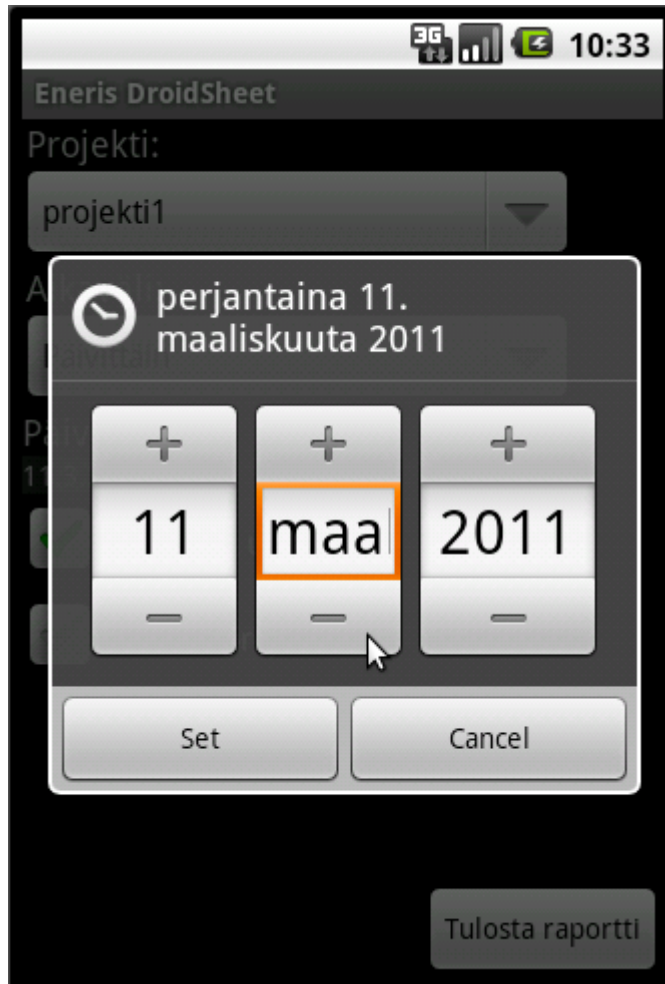 3G 10:33
Eneris DroidSheet
Projekti:
projekti1
perjantaina 11.
maaliskuuta 2011
11 maa 2011
Set Cancel
Tulosta raportti